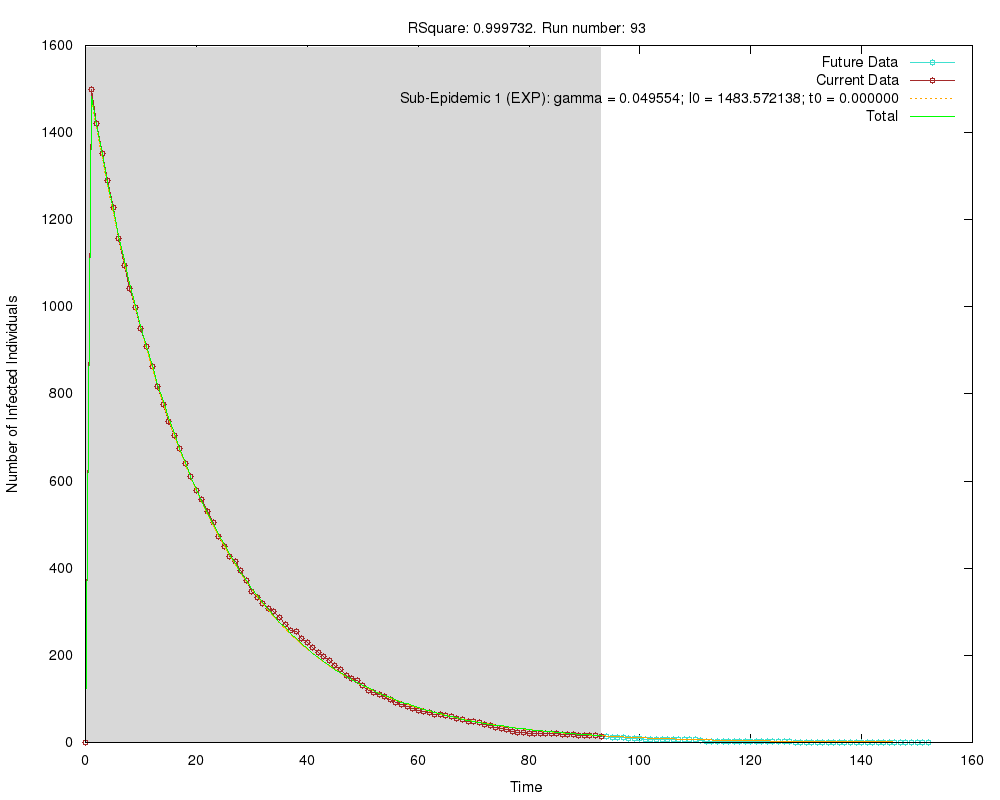 RSquare: 0.999732. Run number: 93
Future Data
Current Data
Sub-Epidemic 1 (EXP): gamma = 0.049554; I0 = 1483.572138; t0 = 0.000000
Total
1600
1400
1200
1000
800
600
400
200
0
Number of Infected Individuals
0 20 40 60 80 100 120 140 160
Time